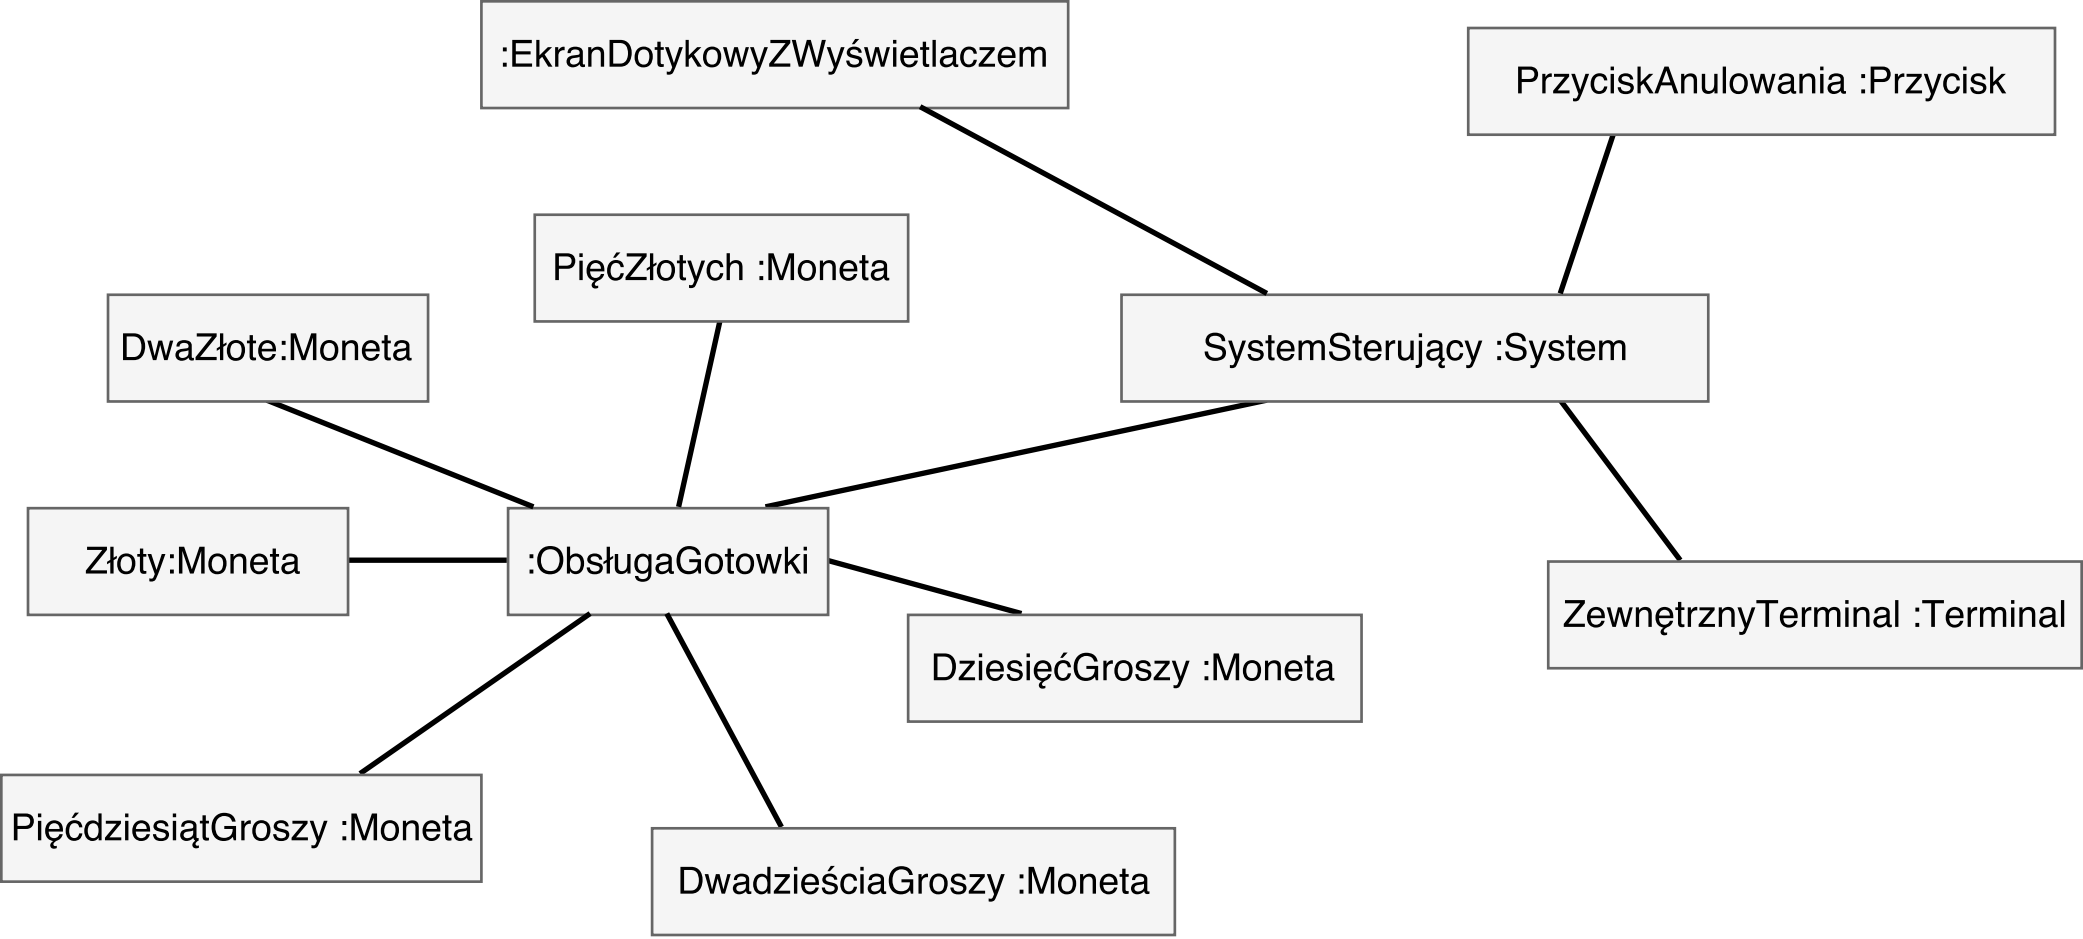 :EkranDotykowyZWyświetlaczem
PrzyciskAnulowania :Przycisk
PięćZłotych :Moneta
DwaZłote:Moneta
SystemSterujący :System
Złoty:Moneta
:ObsługaGotowki
ZewnętrznyTerminal :Terminal
DziesięćGroszy :Moneta
PięćdziesiątGroszy :Moneta
DwadzieściaGroszy :Moneta